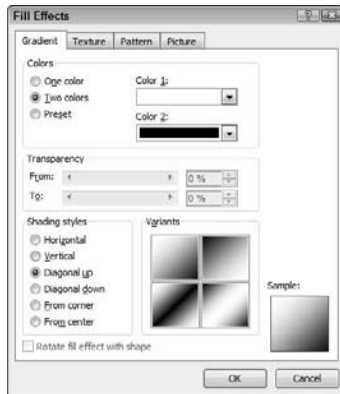 Fill Effects
Gradient Texture Pattern Picture
Colors
One color
Two colors
Preset
Color 1:
Color 2:
Transparency
From: 0 %
To: 0 %
Shading styles
Horizontal
Vertical
Diagonal up
Diagonal down
From corner
From center
Variants
Sample:
Rotate fill effect with shape
OK Cancel